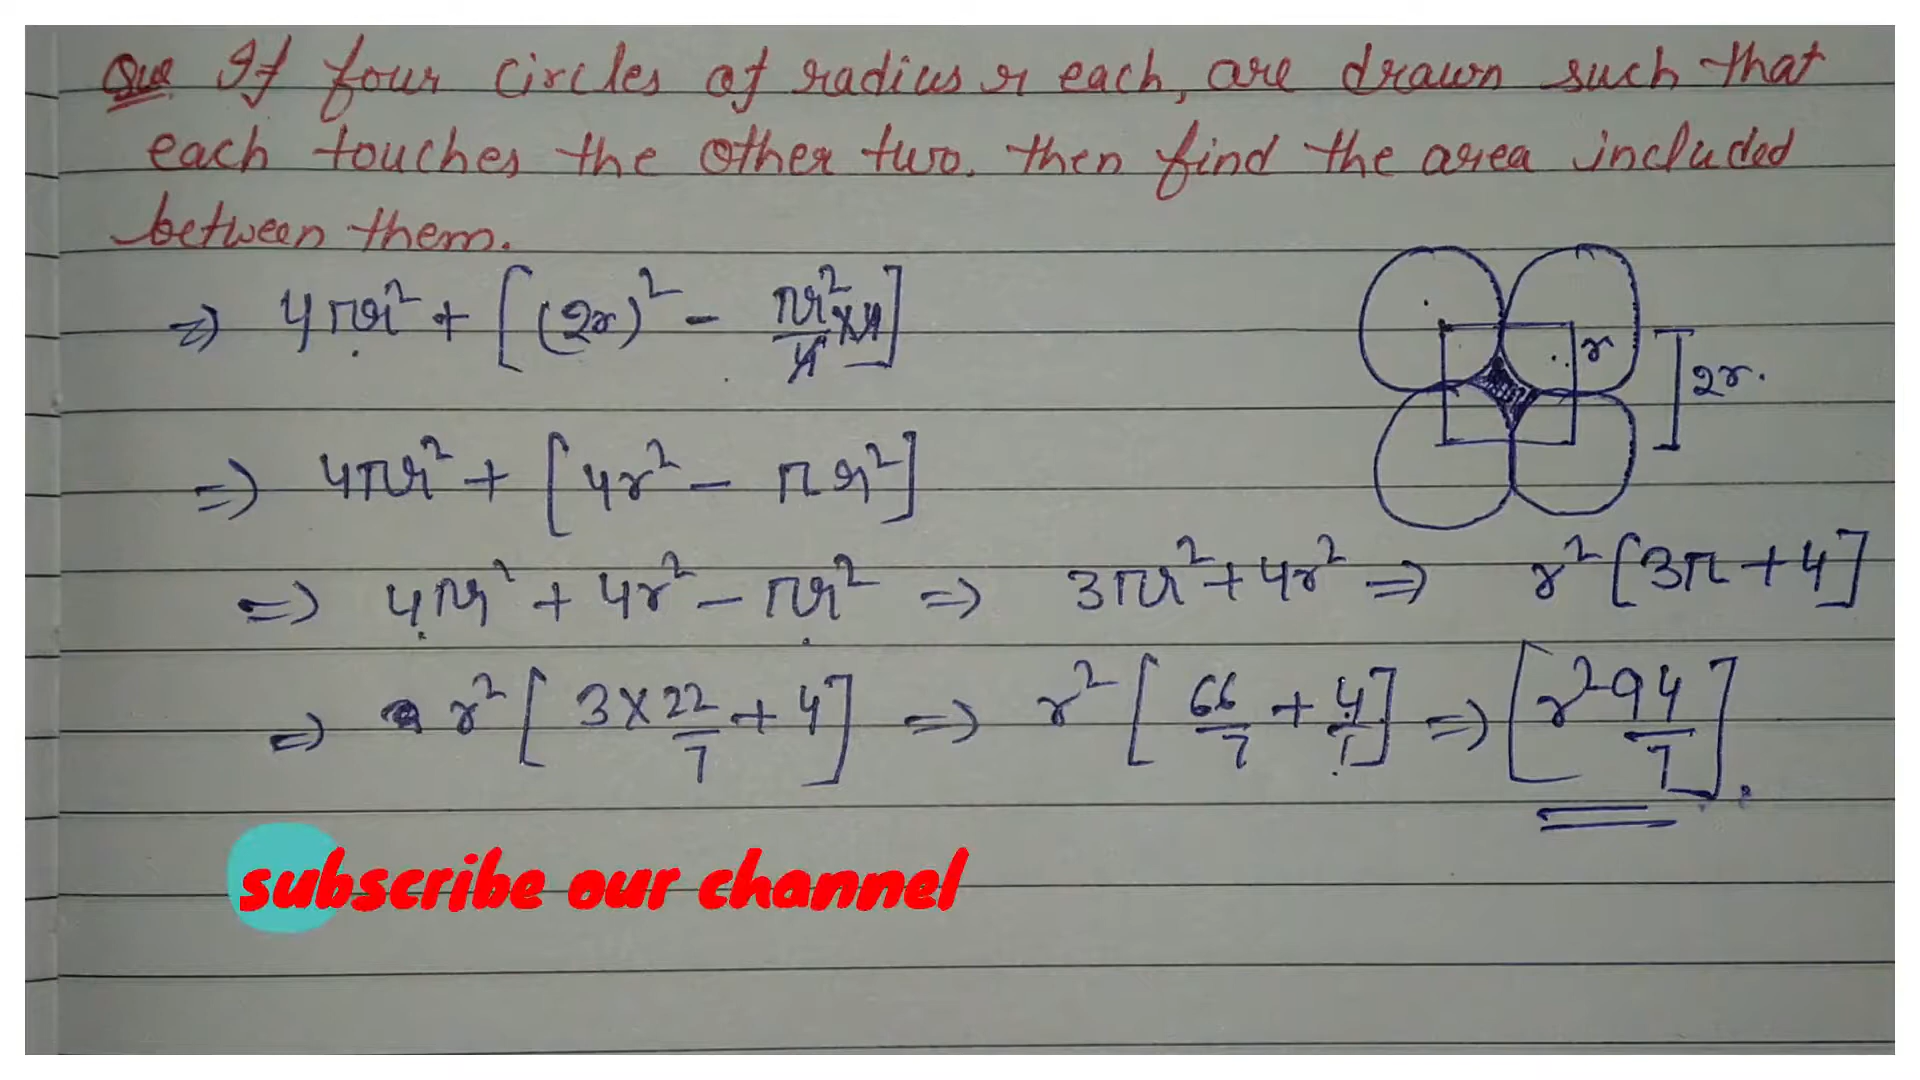 Que If four circles of radius r each, are drawn such that
each touches the other two. then find the area included
between them.
⇒ 4πr² + [(2r)² - πr²/4 × 4]
r
2r.
⇒ 4πr² + [4r² - πr²]
⇒ 4πr² + 4r² - πr² ⇒ 3πr² + 4r² ⇒ r² [3π + 4]
⇒ r² [3 × 22/7 + 4] ⇒ r² [66/7 + 4/1] ⇒ [r² 94/7].
subscribe our channel